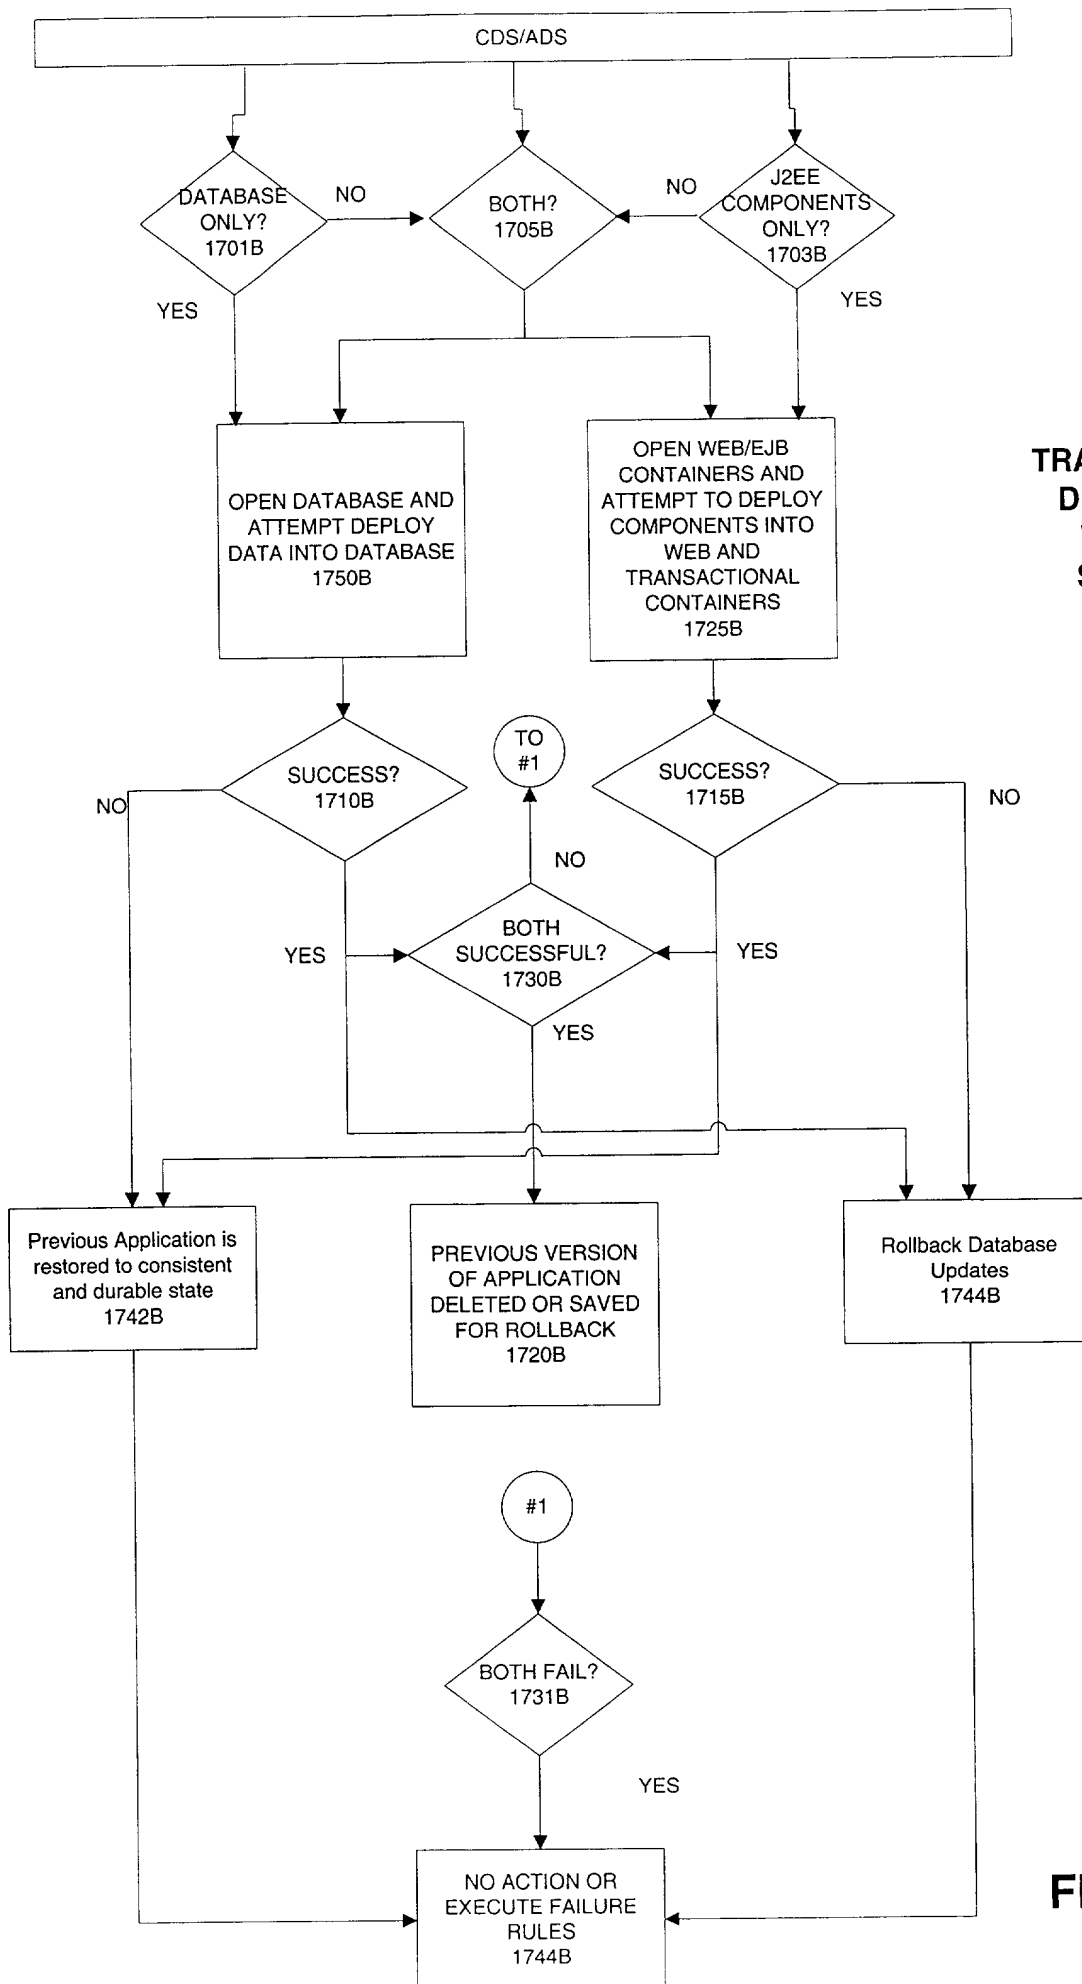 CDS/ADS
DATABASE
ONLY?
1701B
NO
BOTH?
1705B
NO
J2EE
COMPONENTS
ONLY?
1703B
YES
YES
OPEN DATABASE AND
ATTEMPT DEPLOY
DATA INTO DATABASE
1750B
OPEN WEB/EJB
CONTAINERS AND
ATTEMPT TO DEPLOY
COMPONENTS INTO
WEB AND
TRANSACTIONAL
CONTAINERS
1725B
TRA
D
SUCCESS?
1710B
NO
TO
#1
SUCCESS?
1715B
NO
NO
YES
BOTH
SUCCESSFUL?
1730B
YES
YES
Previous Application is
restored to consistent
and durable state
1742B
PREVIOUS VERSION
OF APPLICATION
DELETED OR SAVED
FOR ROLLBACK
1720B
Rollback Database
Updates
1744B
#1
BOTH FAIL?
1731B
YES
NO ACTION OR
EXECUTE FAILURE
RULES
1744B